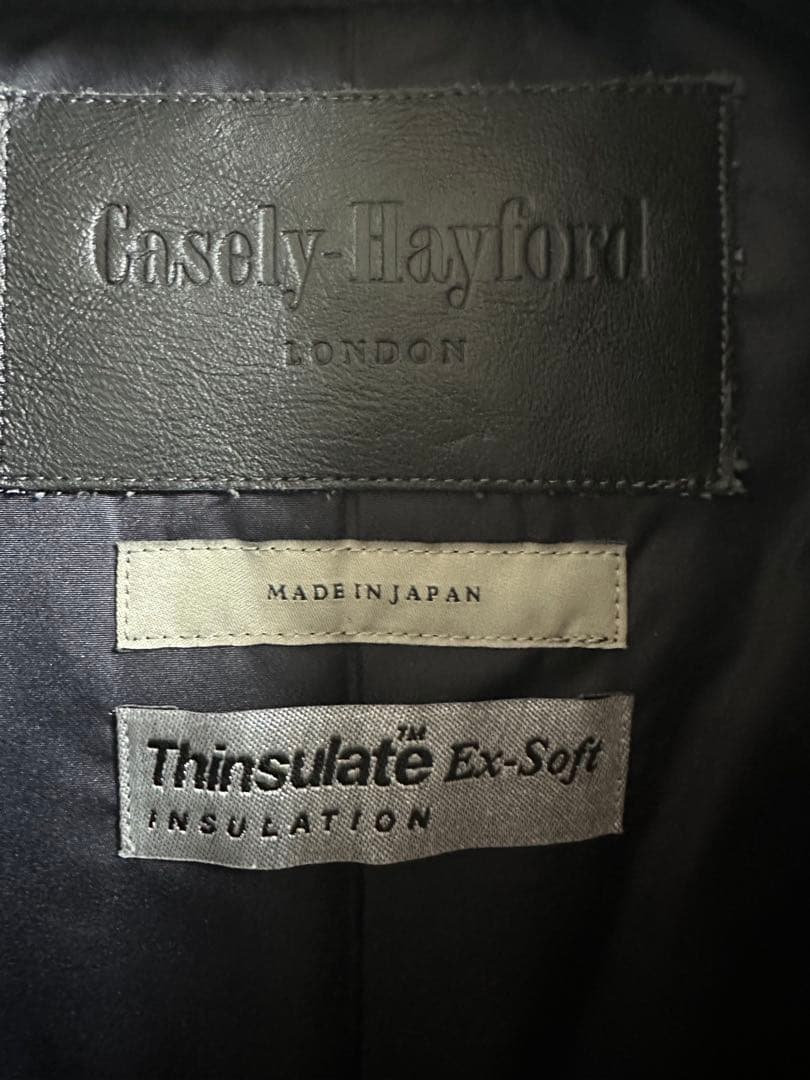 Casely-Hayford
LONDON
MADE IN JAPAN
Thinsulate™ Ex-Soft
INSULATION